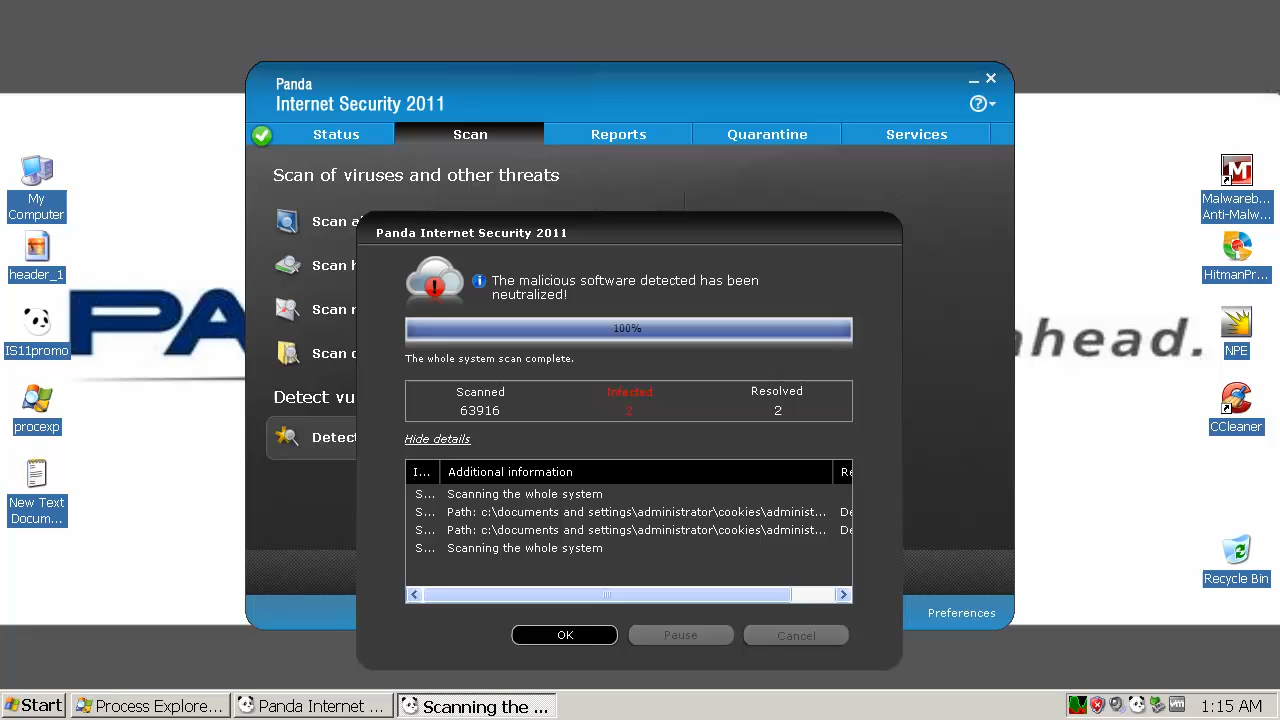 Panda
Internet Security 2011
Status
Scan
Reports
Quarantine
Services
Scan of viruses and other threats
Scan
Scan
Scan
Scan
Detect
Detect
Preferences
Panda Internet Security 2011
The malicious software detected has been
neutralized!
100%
The whole system scan complete.
Scanned
Infected
Resolved
63916
2
2
Hide details
I...
Additional information
Re
S...
Scanning the whole system
S...
Path: c:\documents and settings\administrator\cookies\administ...
De
S...
Path: c:\documents and settings\administrator\cookies\administ...
De
S...
Scanning the whole system
OK
Pause
Cancel
My
Computer
header_1
IS11promo
procexp
New Text
Docum...
PA
ahead.
Malwareb...
Anti-Malw...
HitmanPr...
NPE
CCleaner
Recycle Bin
Start
Process Explore...
Panda Internet ...
Scanning the ...
1:15 AM